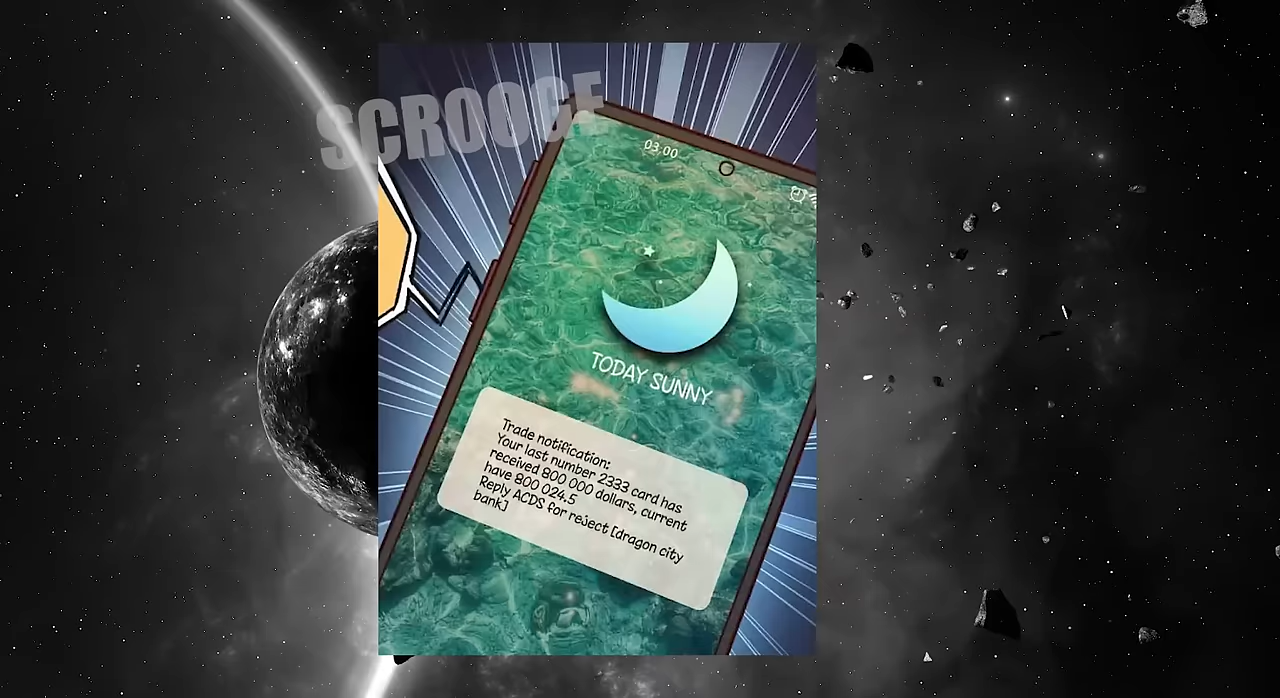 SCROOGE
03:00
TODAY SUNNY
Trade notification:
Your last number 2333 card has
received 800 000 dollars, current
have 800 024.5
Reply ACDS for reject [dragon city
bank]